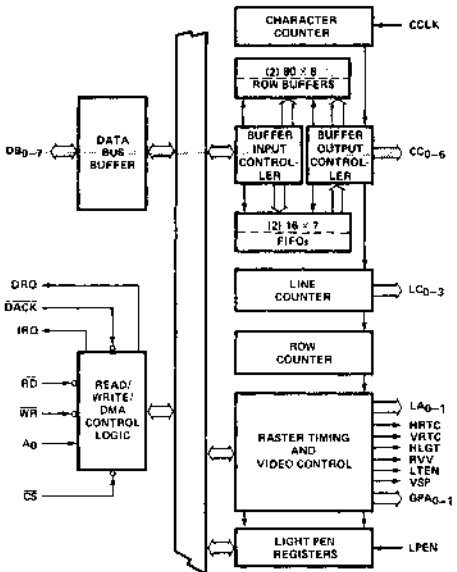 CHARACTER
COUNTER
CCLK
(2) 80 × 8
ROW BUFFERS
DB0-7
DATA
BUS
BUFFER
BUFFER
INPUT
CONTROL-
LER
BUFFER
OUTPUT
CONTROL-
LER
CC0-6
(2) 16 × 7
FIFOs
DRQ
DACK
IRQ
LINE
COUNTER
LC0-3
ROW
COUNTER
RD
WR
A0
CS
READ/
WRITE/
DMA
CONTROL
LOGIC
RASTER TIMING
AND
VIDEO CONTROL
LA0-1
HRTC
VRTC
HLGT
RVV
LTEN
VSP
GPA0-1
LIGHT PEN
REGISTERS
LPEN